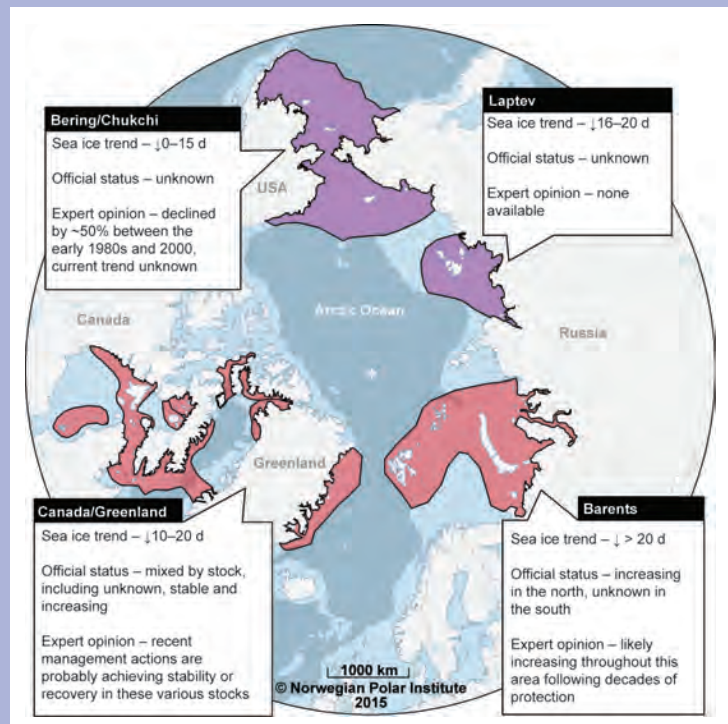 Bering/Chukchi
Sea ice trend – ↓0–15 d
Official status – unknown
Expert opinion – declined
by ~50% between the
early 1980s and 2000,
current trend unknown
Laptev
Sea ice trend – ↓16–20 d
Official status – unknown
Expert opinion – none
available
USA
Canada
Arctic Ocean
Russia
Greenland
Canada/Greenland
Sea ice trend – ↓10–20 d
Official status – mixed by stock,
including unknown, stable and
increasing
Expert opinion – recent
management actions are
probably achieving stability or
recovery in these various stocks
Barents
Sea ice trend – ↓ > 20 d
Official status – increasing
in the north, unknown in
the south
Expert opinion – likely
increasing throughout this
area following decades of
protection
1000 km
© Norwegian Polar Institute
2015